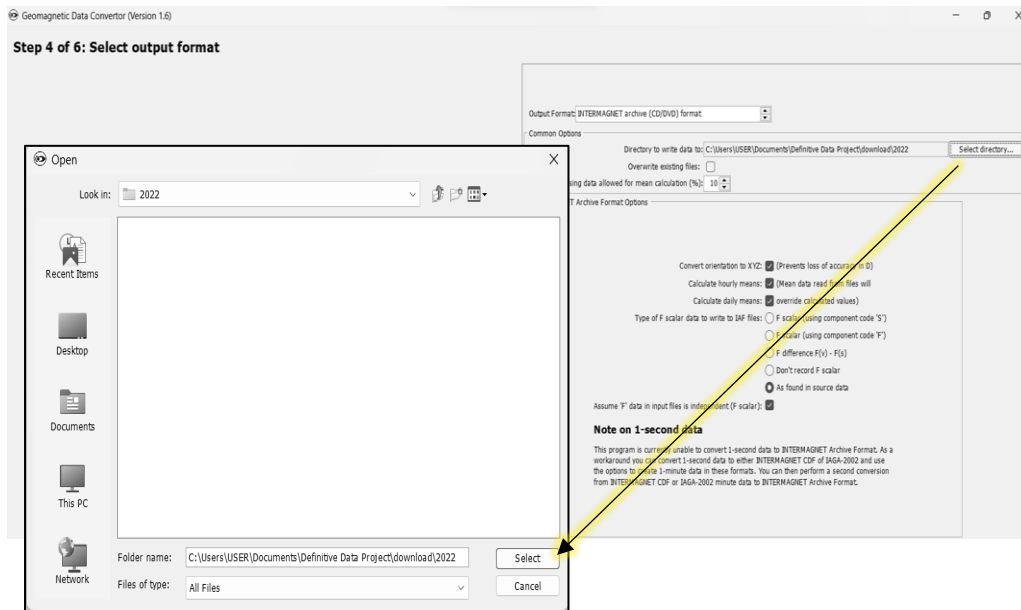 Geomagnetic Data Convertor (Version 1.6)
Step 4 of 6: Select output format
Output Format: INTERMAGNET archive (CD/DVD) format
Common Options
Directory to write data to: C:\Users\USER\Documents\Definitive Data Project\download\2022 Select directory...
Overwrite existing files:
sing data allowed for mean calculation (%): 10
T Archive Format Options
Convert orientation to XYZ: (Prevents loss of accuracy in D)
Calculate hourly means: (Mean data read from files will
Calculate daily means: override calculated values)
Type of F scalar data to write to IAF files: F scalar (using component code 'S')
F scalar (using component code 'F')
F difference F(v) - F(s)
Don't record F scalar
As found in source data
Assume 'F' data in input files is independent (F scalar):
Note on 1-second data
This program is currently unable to convert 1-second data to INTERMAGNET Archive Format. As a
workaround you can convert 1-second data to either INTERMAGNET CDF of IAGA-2002 and use
the options to create 1-minute data in these formats. You can then perform a second conversion
from INTERMAGNET CDF or IAGA-2002 minute data to INTERMAGNET Archive Format.
Open
Look in: 2022
Recent Items
Desktop
Documents
This PC
Network
Folder name: C:\Users\USER\Documents\Definitive Data Project\download\2022 Select
Files of type: All Files Cancel